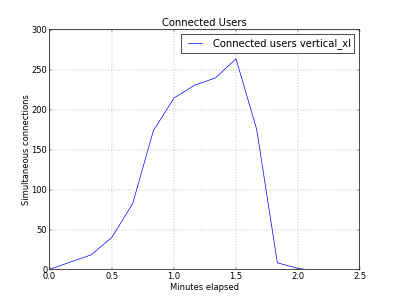 Connected Users
Connected users vertical_xl
300
250
200
150
100
50
0
Simultaneous connections
0.0 0.5 1.0 1.5 2.0 2.5
Minutes elapsed